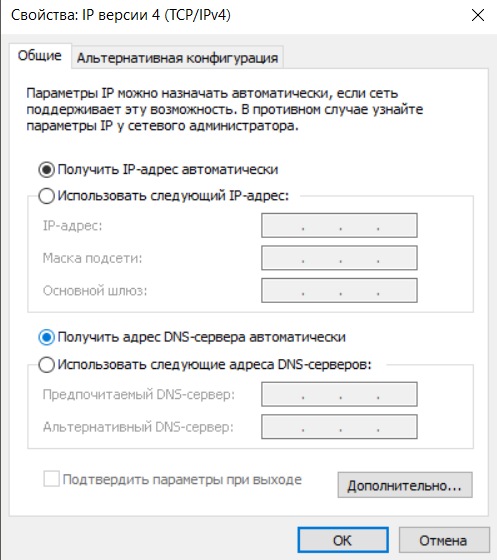 Свойства: IP версии 4 (TCP/IPv4)
Общие
Альтернативная конфигурация
Параметры IP можно назначать автоматически, если сеть
поддерживает эту возможность. В противном случае узнайте
параметры IP у сетевого администратора.
Получить IP-адрес автоматически
Использовать следующий IP-адрес:
IP-адрес:
Маска подсети:
Основной шлюз:
Получить адрес DNS-сервера автоматически
Использовать следующие адреса DNS-серверов:
Предпочитаемый DNS-сервер:
Альтернативный DNS-сервер:
Подтвердить параметры при выходе
Дополнительно...
ОК
Отмена